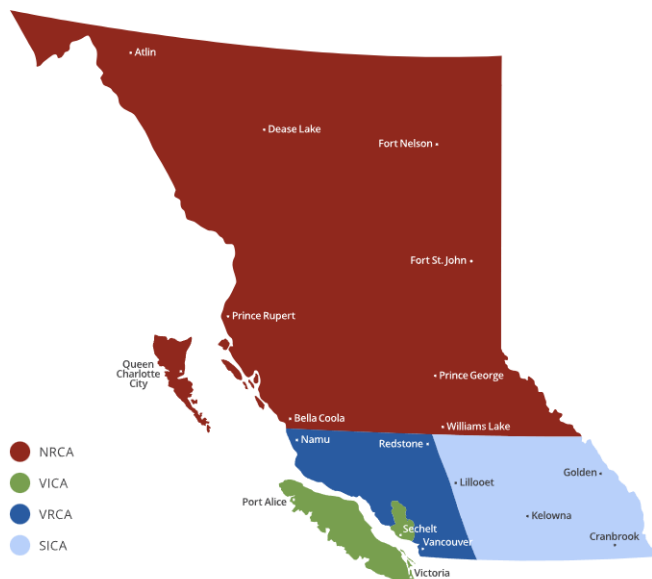 Atlin
Dease Lake
Fort Nelson
Fort St. John
Prince Rupert
Queen
Charlotte
City
Prince George
Bella Coola
Williams Lake
Namu
Redstone
NRCA
VICA
VRCA
SICA
Golden
Lillooet
Port Alice
Kelowna
Sechelt
Vancouver
Cranbrook
Victoria